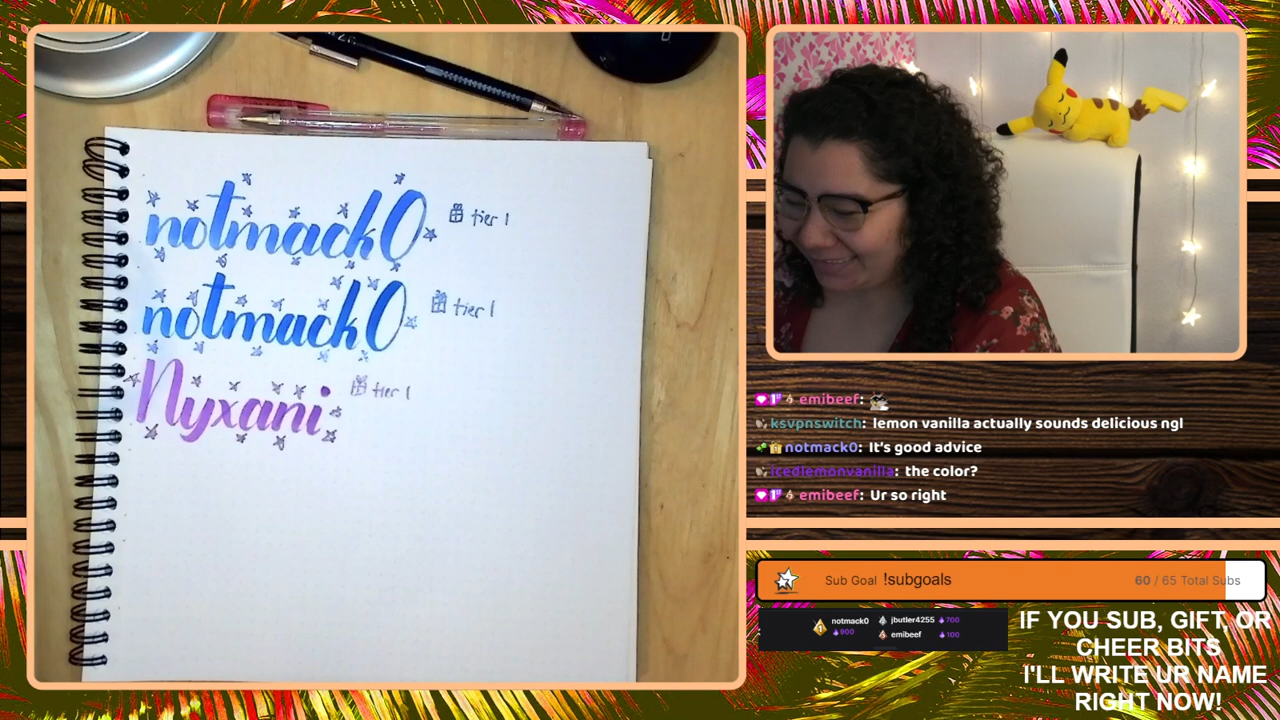 notmack0 tier 1
notmack0 tier 1
Nyxani tier 1
emibeef:
ksvpnswitch: lemon vanilla actually sounds delicious ngl
notmack0: It's good advice
icedlemonvanilla: the color?
emibeef: Ur so right
Sub Goal !subgoals 60 / 65 Total Subs
1 notmack0 900
jbutler4255 700
emibeef 100
IF YOU SUB, GIFT, OR
CHEER BITS
I'LL WRITE UR NAME
RIGHT NOW!